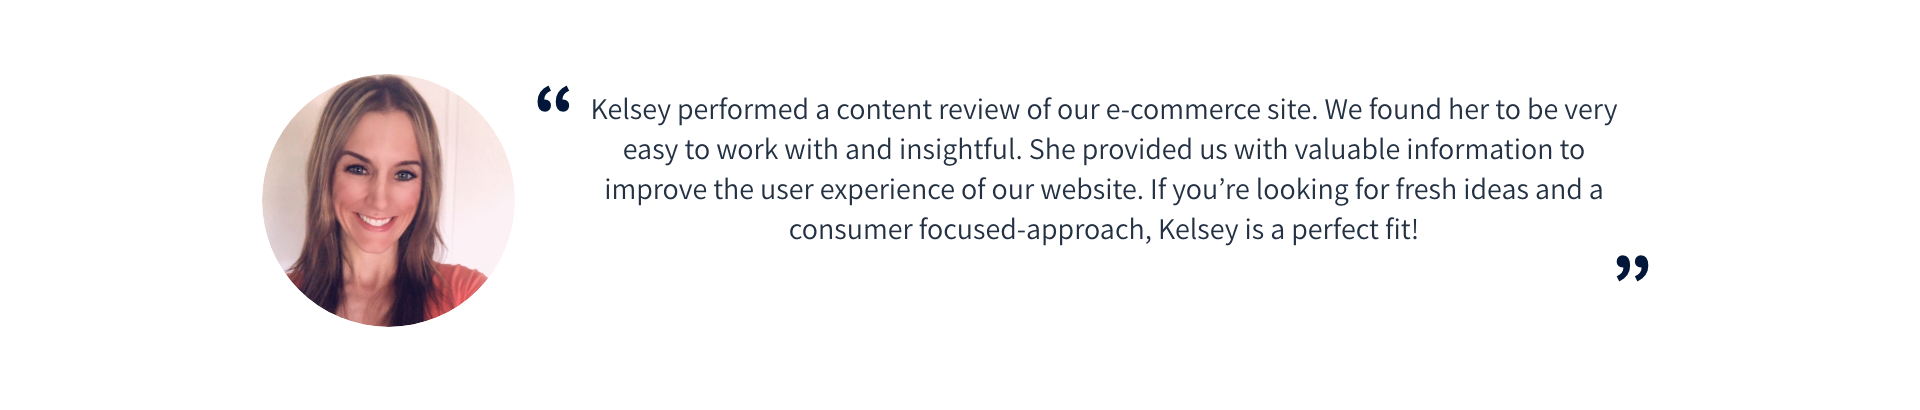 “ Kelsey performed a content review of our e-commerce site. We found her to be very
easy to work with and insightful. She provided us with valuable information to
improve the user experience of our website. If you’re looking for fresh ideas and a
consumer focused-approach, Kelsey is a perfect fit!
”